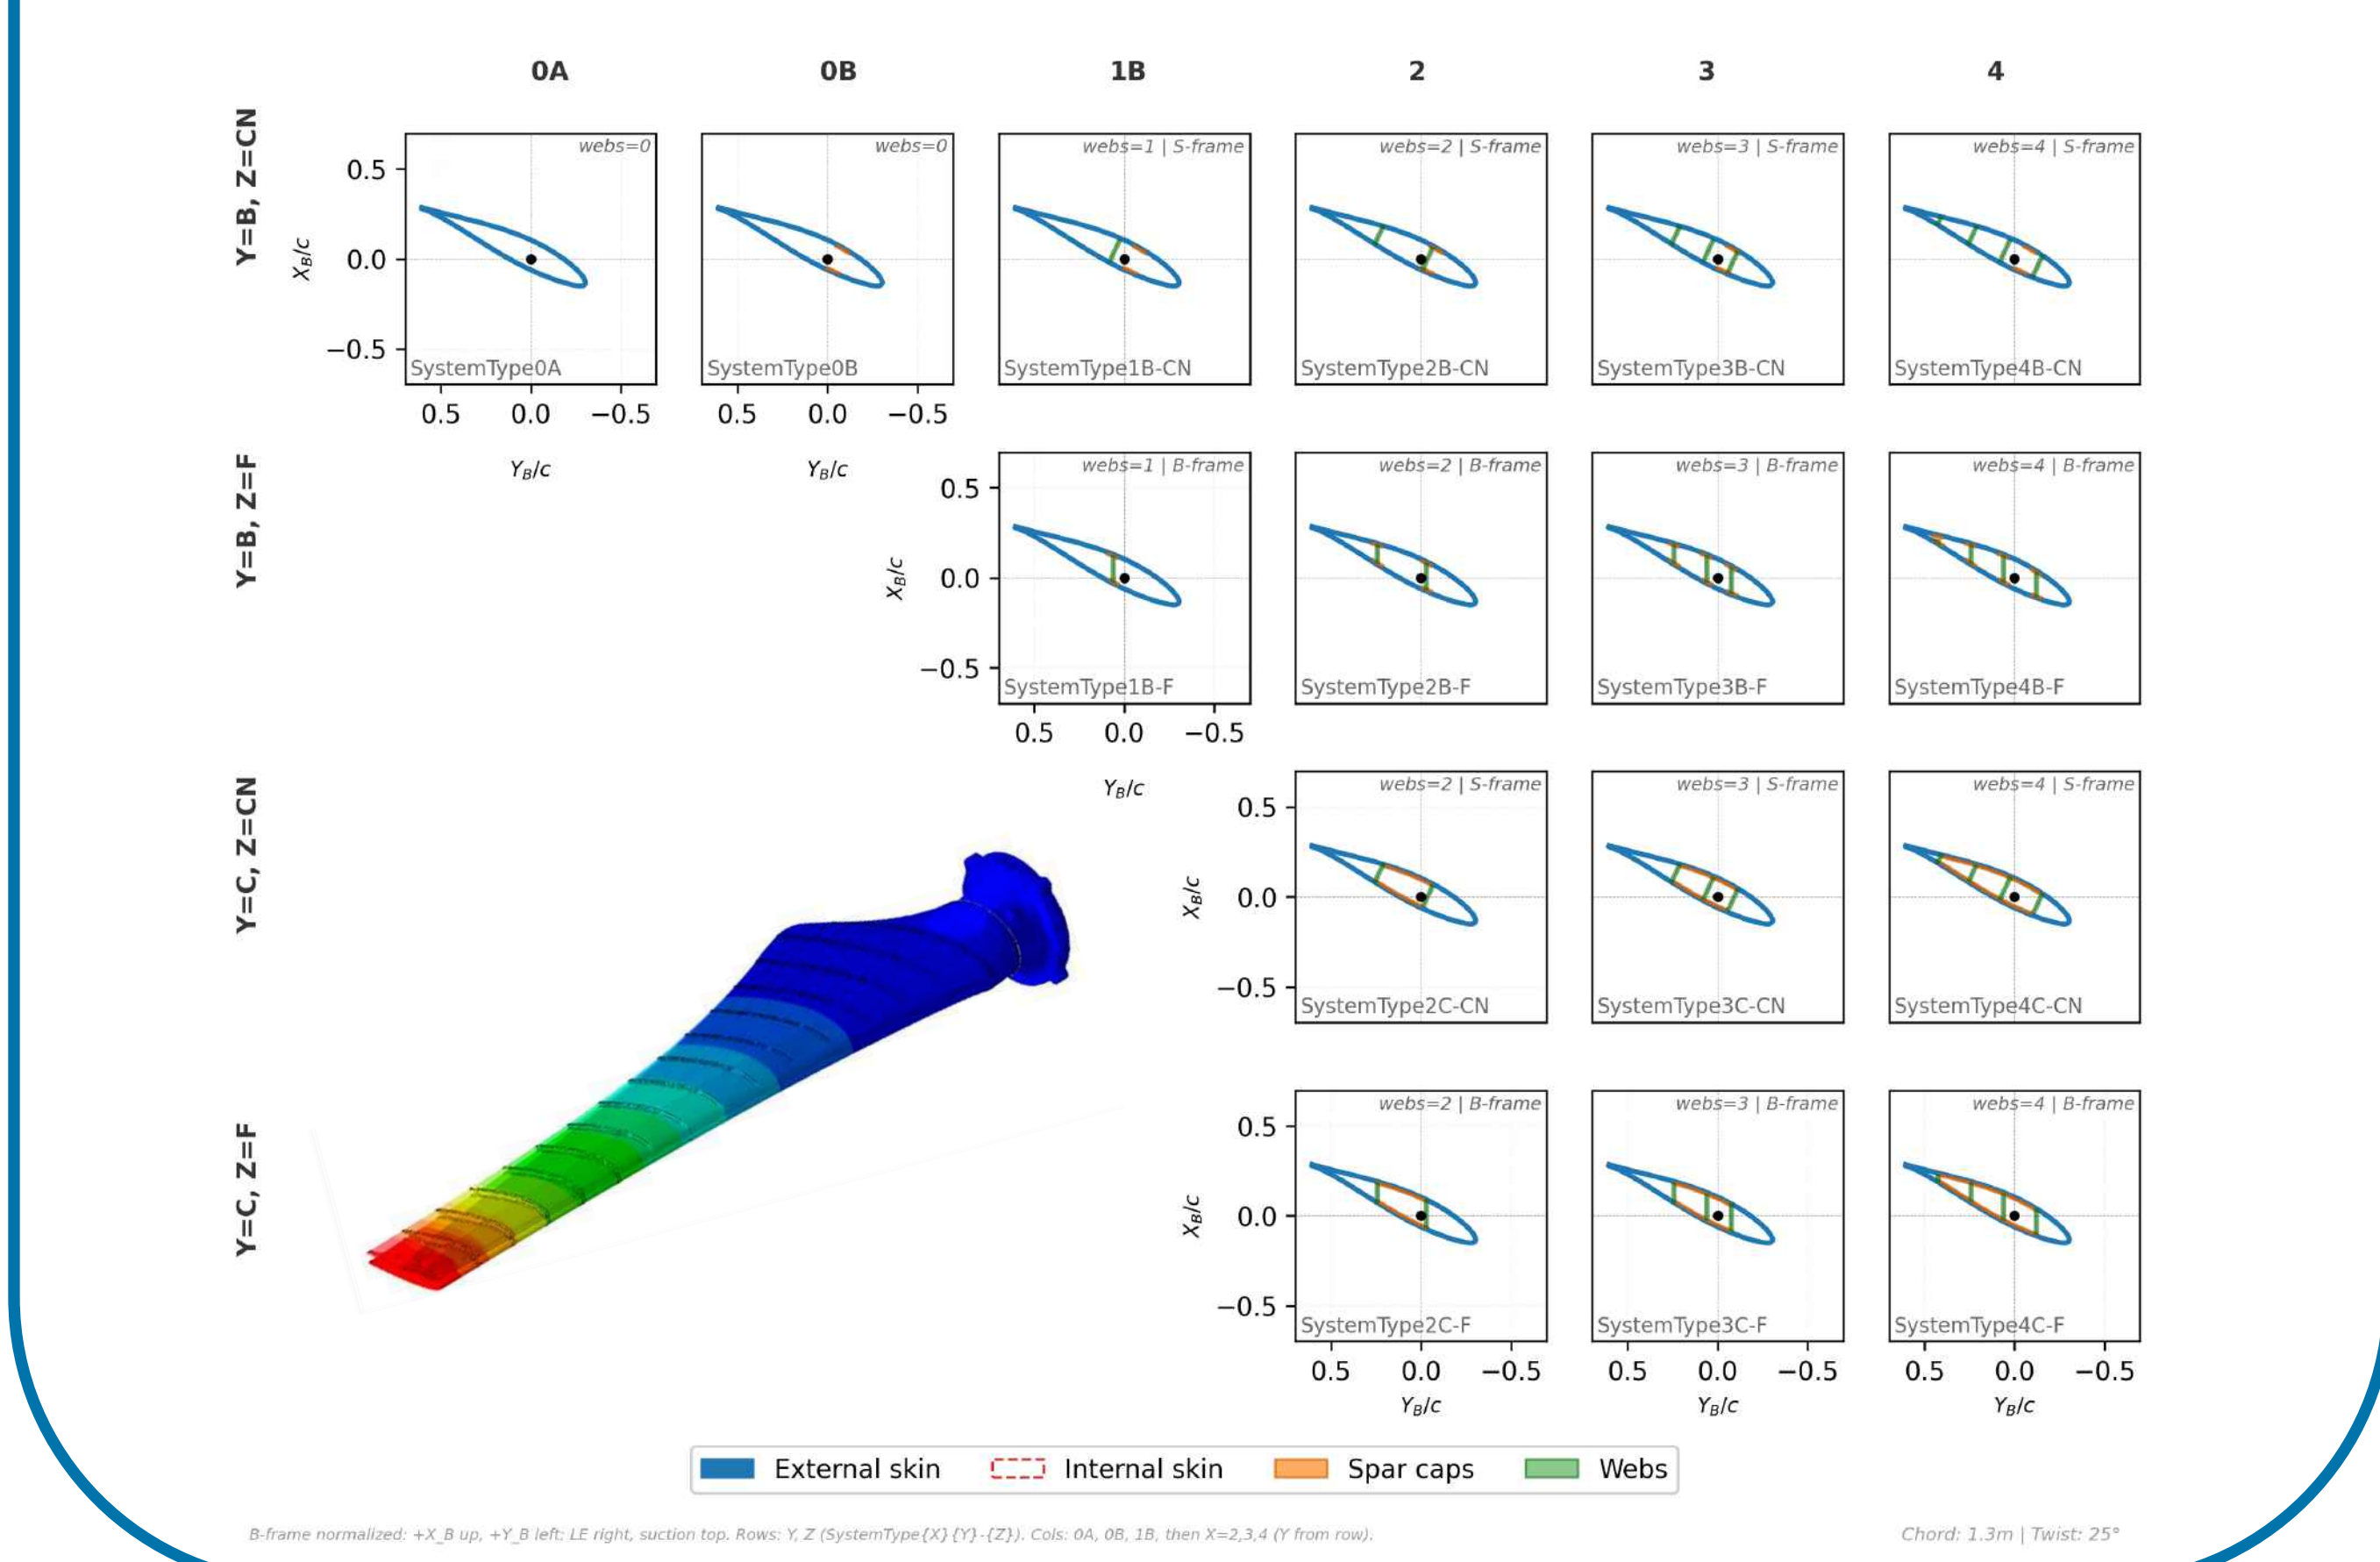 0A 0B 1B 2 3 4
Y=B, Z=CN
webs=0 webs=0 webs=1 | S-frame webs=2 | S-frame webs=3 | S-frame webs=4 | S-frame
0.5
0.0
−0.5
X_B/c
SystemType0A SystemType0B SystemType1B-CN SystemType2B-CN SystemType3B-CN SystemType4B-CN
0.5 0.0 −0.5 0.5 0.0 −0.5
Y_B/c Y_B/c
Y=B, Z=F
webs=1 | B-frame webs=2 | B-frame webs=3 | B-frame webs=4 | B-frame
0.5
0.0
−0.5
X_B/c
SystemType1B-F SystemType2B-F SystemType3B-F SystemType4B-F
0.5 0.0 −0.5
Y_B/c
Y=C, Z=CN
webs=2 | S-frame webs=3 | S-frame webs=4 | S-frame
0.5
0.0
−0.5
X_B/c
SystemType2C-CN SystemType3C-CN SystemType4C-CN
Y=C, Z=F
webs=2 | B-frame webs=3 | B-frame webs=4 | B-frame
0.5
0.0
−0.5
X_B/c
SystemType2C-F SystemType3C-F SystemType4C-F
0.5 0.0 −0.5 0.5 0.0 −0.5 0.5 0.0 −0.5
Y_B/c Y_B/c Y_B/c
External skin Internal skin Spar caps Webs
B-frame normalized: +X_B up, +Y_B left; LE right, suction top. Rows: Y, Z (SystemType{X}{Y}-{Z}). Cols: 0A, 0B, 1B, then X=2,3,4 (Y from row).
Chord: 1.3m | Twist: 25°